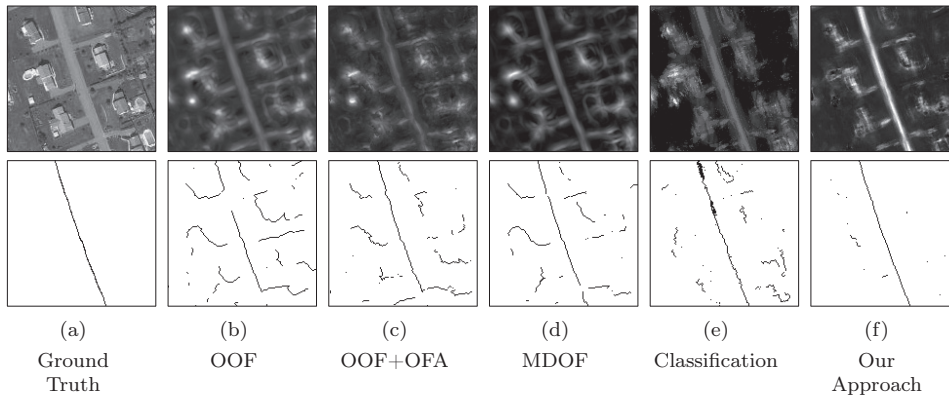 (a)
(b)
(c)
(d)
(e)
(f)
Ground
Truth
OOF
OOF+OFA
MDOF
Classification
Our
Approach